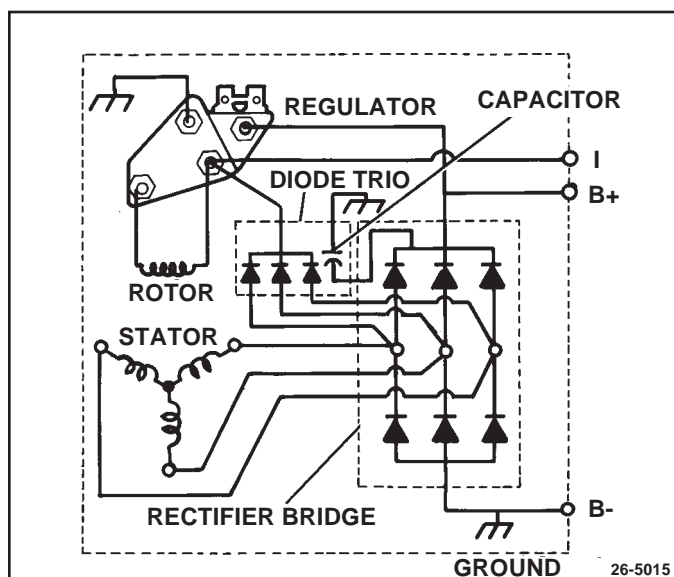 REGULATOR
CAPACITOR
I
DIODE TRIO
B+
ROTOR
STATOR
RECTIFIER BRIDGE
B-
GROUND
26-5015